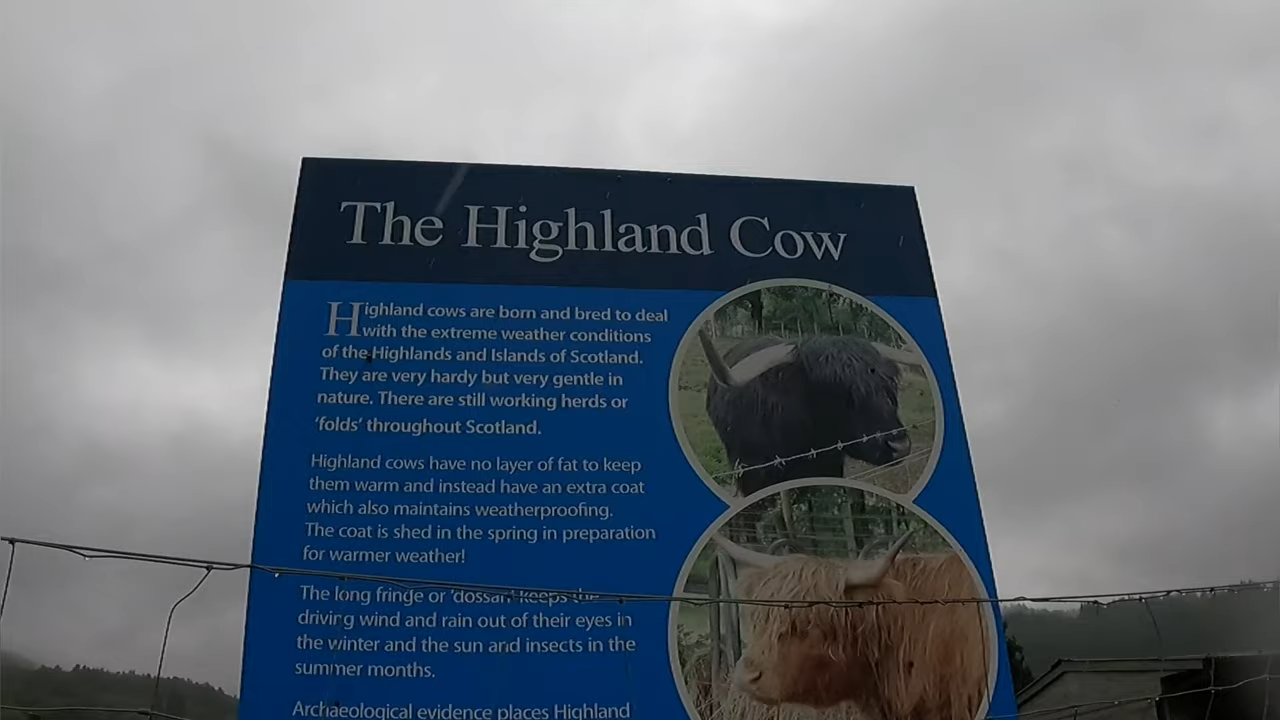 The Highland Cow
Highland cows are born and bred to deal
with the extreme weather conditions
of the Highlands and Islands of Scotland.
They are very hardy but very gentle in
nature. There are still working herds or
‘folds’ throughout Scotland.
Highland cows have no layer of fat to keep
them warm and instead have an extra coat
which also maintains weatherproofing.
The coat is shed in the spring in preparation
for warmer weather!
The long fringe or ‘dossan’ keeps the
driving wind and rain out of their eyes in
the winter and the sun and insects in the
summer months.
Archaeological evidence places Highland